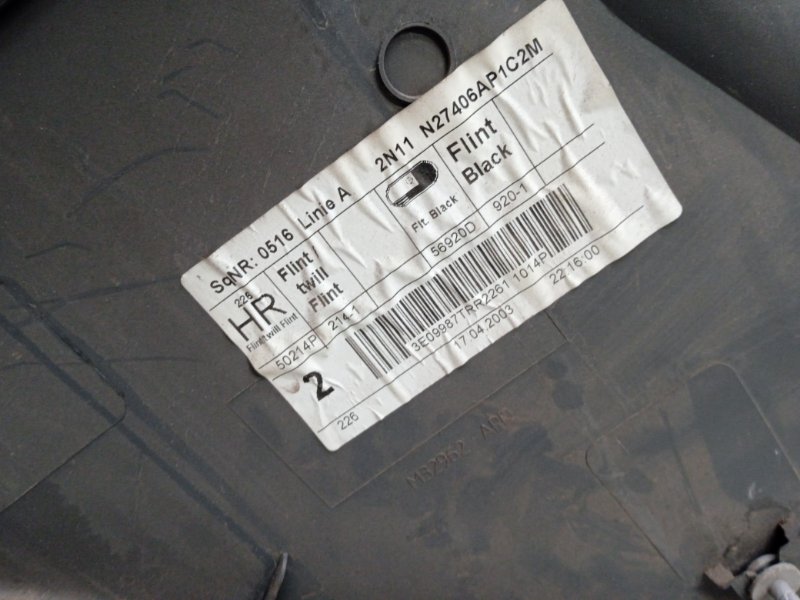 SqNR: 0516 Linie A 2N11 N27406AP1C2M
226
HR
Flint/twill Flint
Flint /
twill
Flint
Flt. Black
Flint
Black
50214P 214-1 56920D 920-1
2
3E09987TRR2261 1014P
17 04.2003 22:16:00
226
MB2962